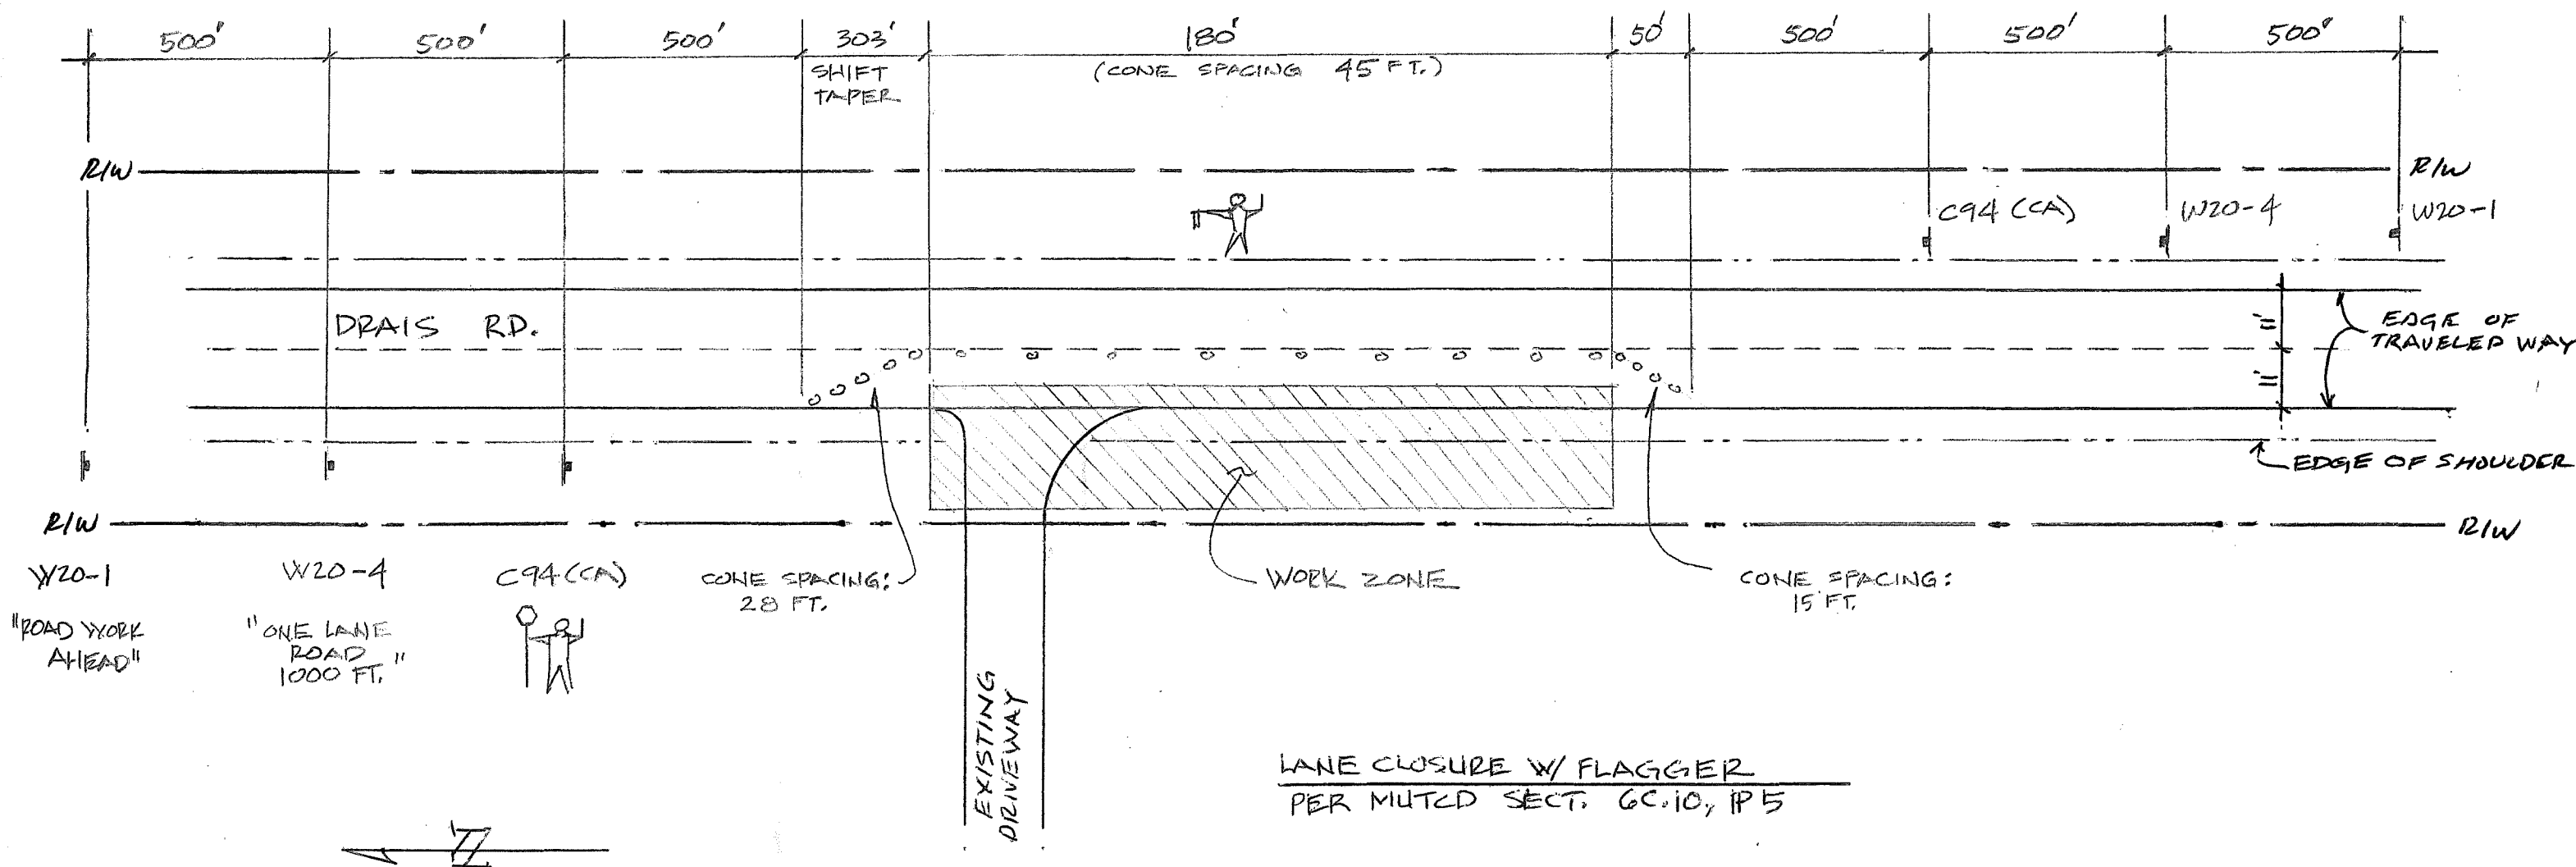 500' 500' 500' 303' 180' 50' 500' 500' 500'
SHIFT
TAPER
(CONE SPACING 45 FT.)
R/W R/W
C94 (CA) W20-4 W20-1
DRAIS RD.
11'
11'
EDGE OF
TRAVELED WAY
EDGE OF SHOULDER
R/W R/W
W20-1 W20-4 C94 (CA)
"ROAD WORK
AHEAD"
"ONE LANE
ROAD
1000 FT."
CONE SPACING:
28 FT.
WORK ZONE
CONE SPACING:
15 FT.
EXISTING
DRIVEWAY
LANE CLOSURE W/ FLAGGER
PER MUTCD SECT. 6C.10, ¶ 5
N